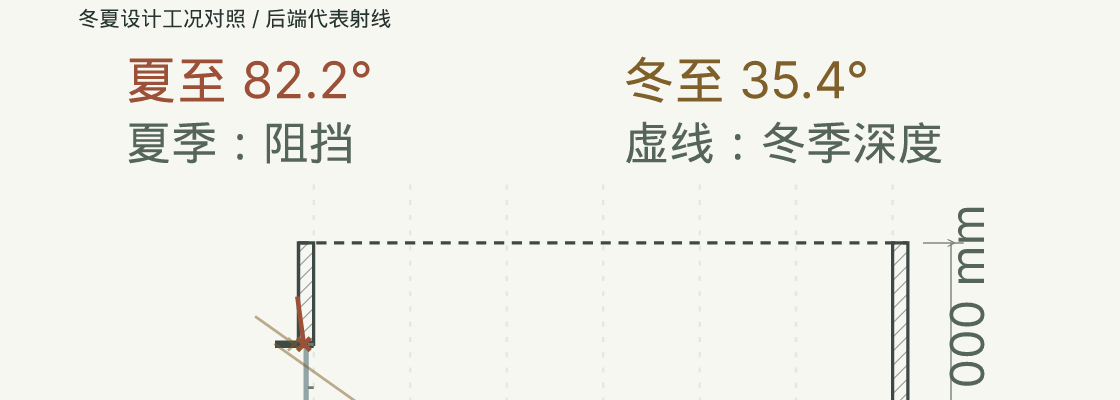 冬夏设计工况对照 / 后端代表射线
夏至 82.2°
冬至 35.4°
夏季：阻挡
虚线：冬季深度
000 mm